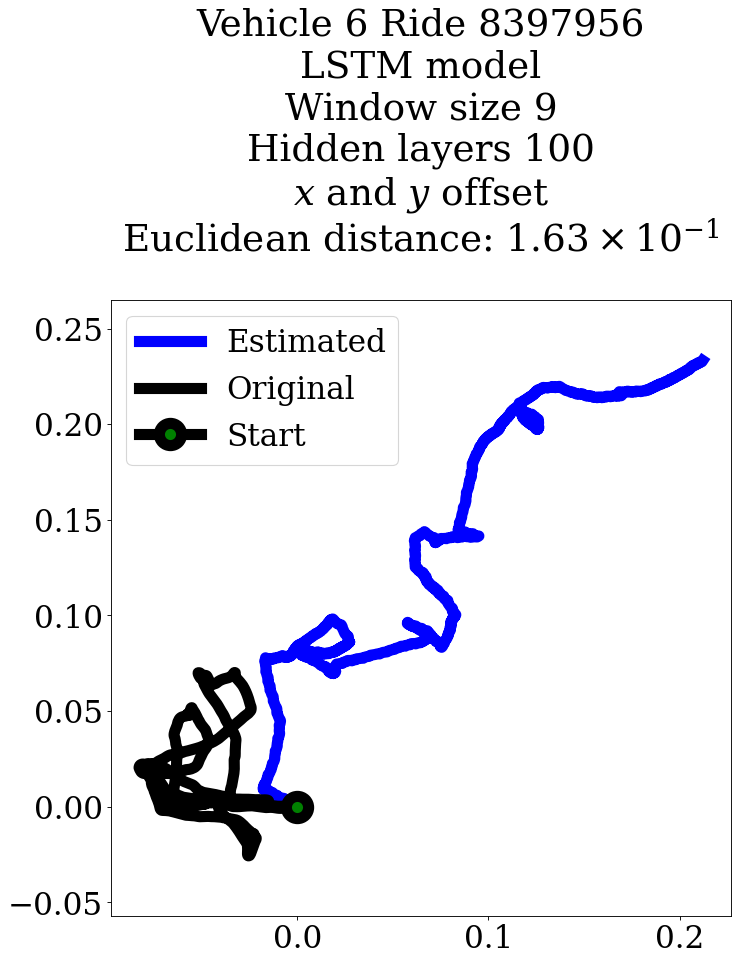 Vehicle 6 Ride 8397956
LSTM model
Window size 9
Hidden layers 100
x and y offset
Euclidean distance: 1.63 × 10⁻¹
Estimated
Original
Start
0.25
0.20
0.15
0.10
0.05
0.00
−0.05
0.0 0.1 0.2